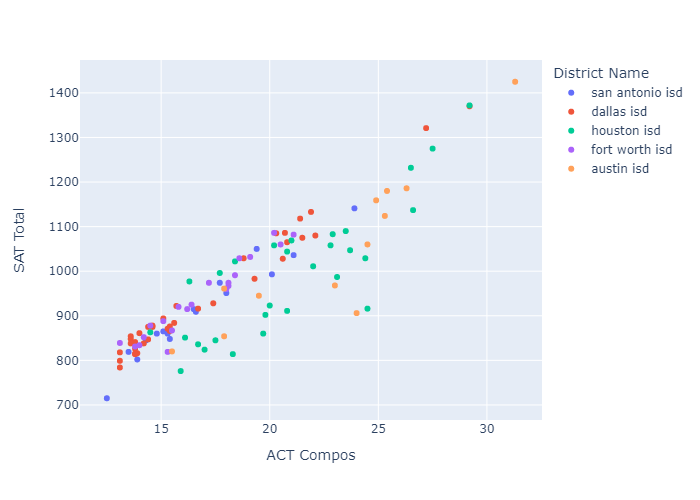 District Name
san antonio isd
dallas isd
houston isd
fort worth isd
austin isd
SAT Total
1400
1300
1200
1100
1000
900
800
700
15 20 25 30
ACT Compos